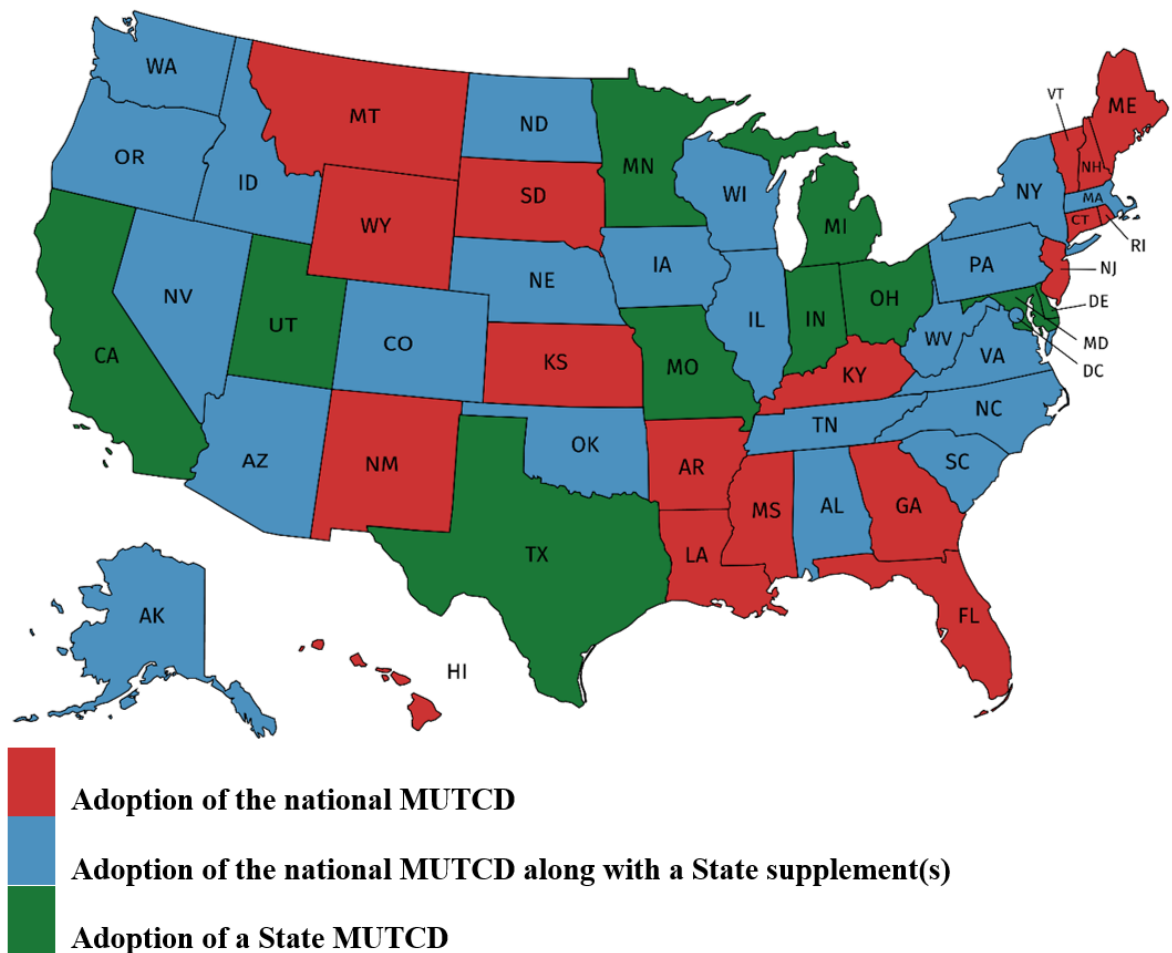 WA
MT
ND
MN
VT
ME
OR
ID
SD
WI
NH
NY
MA
WY
MI
CT
RI
NE
IA
PA
NJ
NV
UT
CO
IL
IN
OH
DE
WV
VA
MD
CA
KS
MO
KY
DC
NC
TN
AZ
NM
OK
AR
SC
MS
AL
GA
TX
LA
AK
FL
HI
Adoption of the national MUTCD
Adoption of the national MUTCD along with a State supplement(s)
Adoption of a State MUTCD